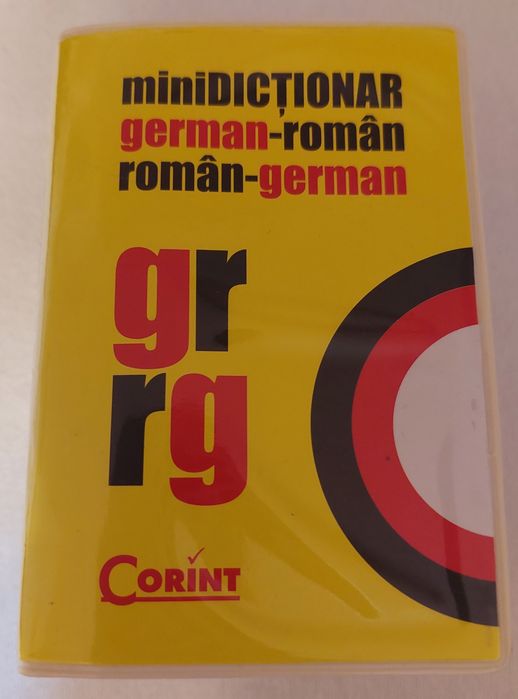 miniDICȚIONAR
german-român
român-german
gr
rg
CORINT